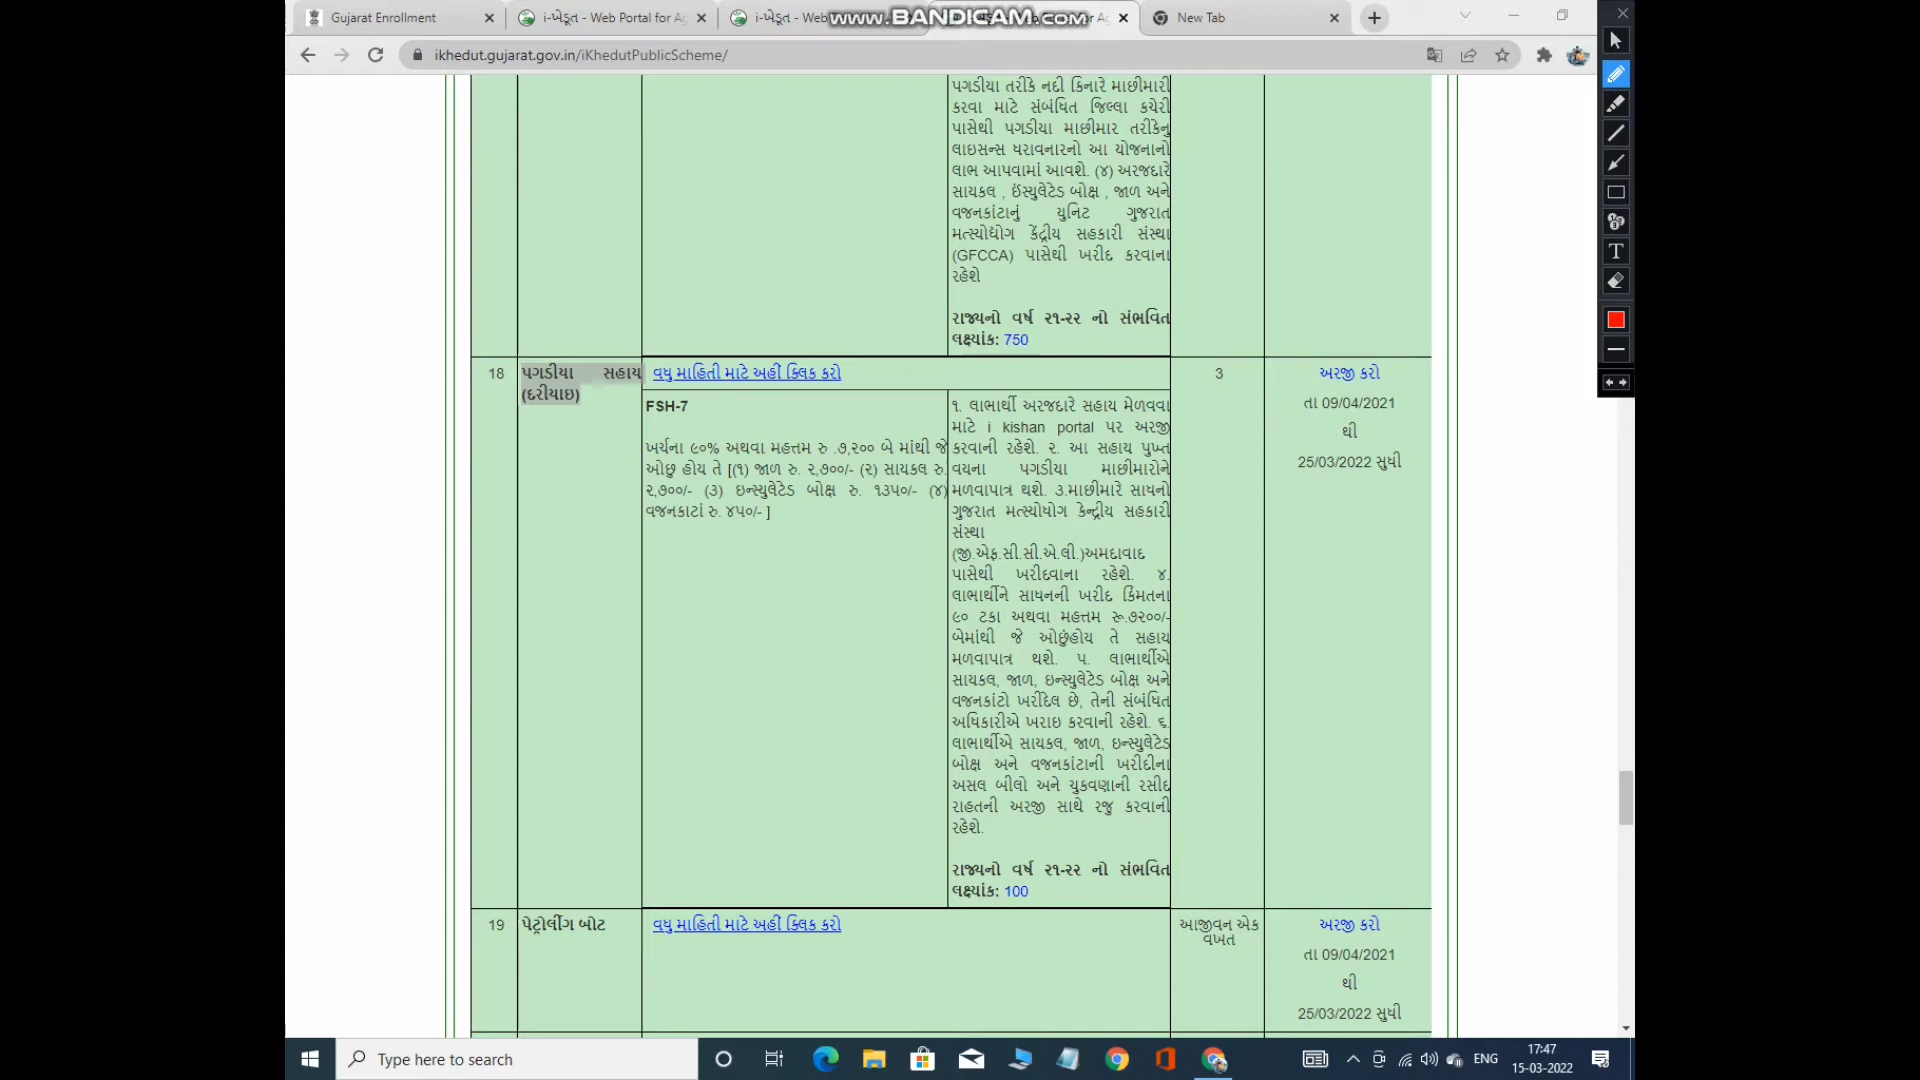 Gujarat Enrollment
i-ખેડૂત - Web Portal for Ag
i-ખેડૂત - Web
www.BANDICAM.com
New Tab
ikhedut.gujarat.gov.in/iKhedutPublicScheme/
પગડીયા તરીકે નદી કિનારે માછીમારી
કરવા માટે સંબંધિત જિલ્લા કચેરી
પાસેથી પગડીયા માછીમાર તરીકેનુ
લાઇસન્સ ધરાવનારનો આ યોજનાનો
લાભ આપવામાં આવશે. (૪) અરજદારે
સાયકલ , ઈંસ્યુલેટેડ બોક્ષ , જાળ અને
વજનકાંટાનું યુનિટ ગુજરાત
મત્સ્યોદ્યોગ કેંદ્રીય સહકારી સંસ્થા
(GFCCA) પાસેથી ખરીદ કરવાના
રહેશે
રાજ્યનો વર્ષ ૨૧-૨૨ નો સંભવિત
લક્ષ્યાંક: 750
18
પગડીયા સહાય
(દરીયાઇ)
વધુ માહિતી માટે અહીં ક્લિક કરો
FSH-7
ખર્ચના ૯૦% અથવા મહત્તમ રુ .૭,૨૦૦ બે માંથી જે
ઓછુ હોય તે [(૧) જાળ રુ. ૨,૭૦૦/- (૨) સાયકલ રુ.
૨,૭૦૦/- (૩) ઇન્સ્યુલેટેડ બોક્ષ રુ. ૧૩૫૦/- (૪)
વજનકાટાં રુ. ૪૫૦/- ]
૧. લાભાર્થી અરજદારે સહાય મેળવવા
માટે i kishan portal પર અરજી
કરવાની રહેશે. ૨. આ સહાય પુખ્ત
વયના પગડીયા માછીમારોને
મળવાપાત્ર થશે. ૩.માછીમારે સાધનો
ગુજરાત મત્સ્યોધોગ કેન્દ્રીય સહકારી
સંસ્થા
(જી.એફ.સી.સી.એ.લી.)અમદાવાદ
પાસેથી ખરીદવાના રહેશે. ૪.
લાભાર્થીને સાધનની ખરીદ કિંમતના
૯૦ ટકા અથવા મહત્તમ રૂ.૭૨૦૦/-
બેમાંથી જે ઓછુંહોય તે સહાય
મળવાપાત્ર થશે. ૫. લાભાર્થીએ
સાયકલ, જાળ, ઇન્સ્યુલેટેડ બોક્ષ અને
વજનકાંટો ખરીદેલ છે, તેની સંબંધિત
અધિકારીએ ખરાઇ કરવાની રહેશે. ૬.
લાભાર્થીએ સાયકલ, જાળ, ઇન્સ્યુલેટેડ
બોક્ષ અને વજનકાંટાની ખરીદીના
અસલ બીલો અને ચુકવણાની રસીદ
રાહતની અરજી સાથે રજુ કરવાની
રહેશે.
રાજ્યનો વર્ષ ૨૧-૨૨ નો સંભવિત
લક્ષ્યાંક: 100
3
અરજી કરો
તા 09/04/2021
થી
25/03/2022 સુધી
19
પેટ્રોલીંગ બોટ
વધુ માહિતી માટે અહીં ક્લિક કરો
આજીવન એક
વખત
અરજી કરો
તા 09/04/2021
થી
25/03/2022 સુધી
Type here to search
ENG
17:47
15-03-2022